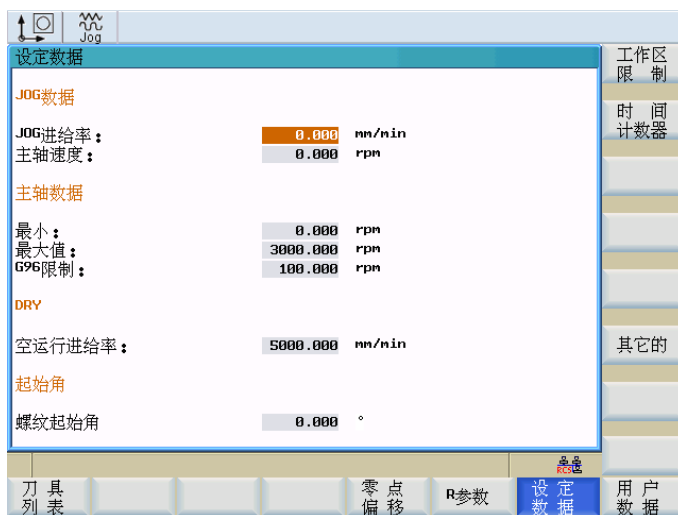 Jog
设定数据
JOG数据
JOG进给率： 0.000 mm/min
主轴速度： 0.000 rpm
主轴数据
最小： 0.000 rpm
最大值： 3000.000 rpm
G96限制： 100.000 rpm
DRY
空运行进给率： 5000.000 mm/min
起始角
螺纹起始角 0.000 °
工作区
限 制
时 间
计数器
其它的
RCS
刀 具
列 表
零 点
偏 移
R参数
设 定
数 据
用 户
数 据